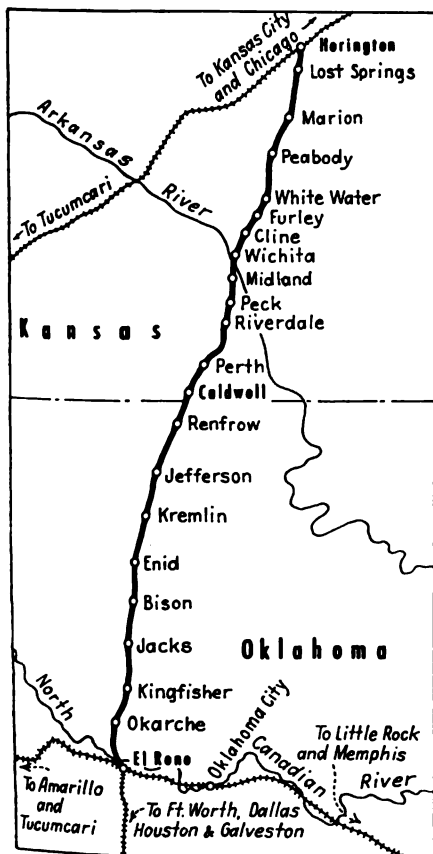 To Kansas City
and Chicago
Herington
Lost Springs
Marion
Peabody
Arkansas
River
To Tucumcari
White Water
Furley
Cline
Wichita
Midland
Peck
Riverdale
Kansas
Perth
Caldwell
Renfrow
Jefferson
Kremlin
Enid
Bison
Jacks
Oklahoma
Kingfisher
Okarche
North
El Reno
Oklahoma City
Canadian
River
To Little Rock
and Memphis
To Amarillo
and
Tucumcari
To Ft. Worth, Dallas
Houston & Galveston